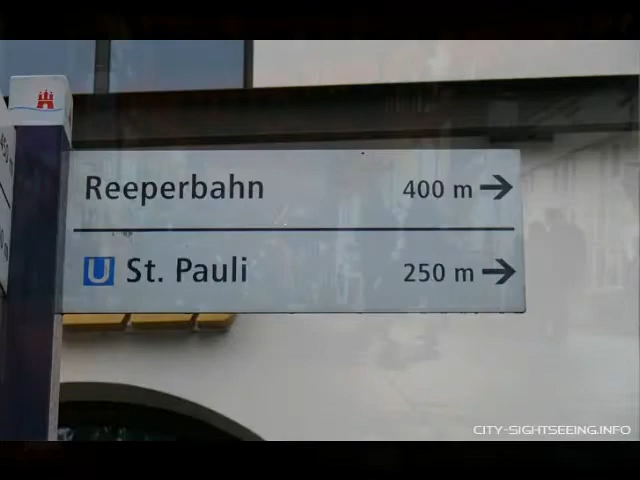 Reeperbahn 400 m →
U St. Pauli 250 m →
CITY-SIGHTSEEING.INFO